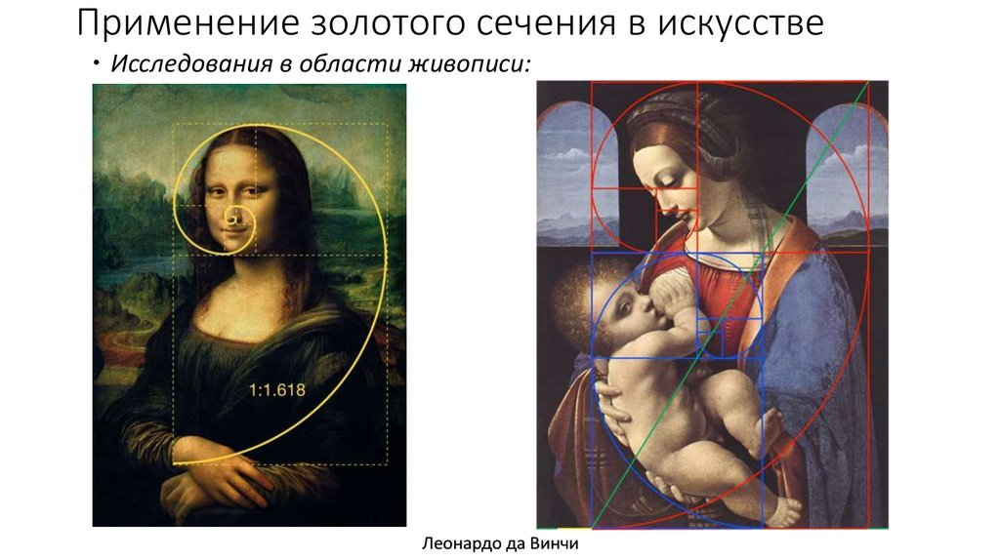 Применение золотого сечения в искусстве
• Исследования в области живописи:
1:1.618
Леонардо да Винчи